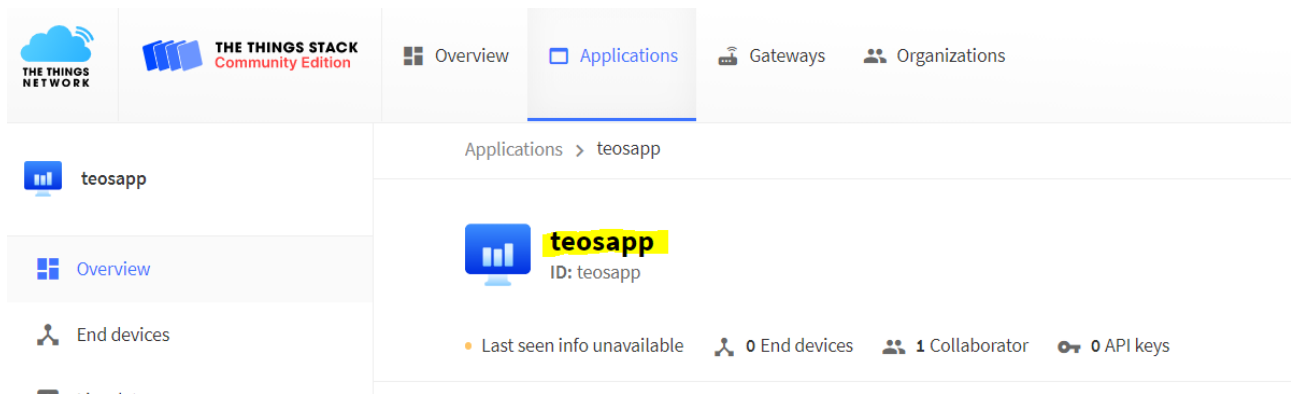 THE THINGS
NETWORK
THE THINGS STACK
Community Edition
Overview
Applications
Gateways
Organizations
teosapp
Overview
End devices
Applications > teosapp
teosapp
ID: teosapp
Last seen info unavailable
0 End devices
1 Collaborator
0 API keys